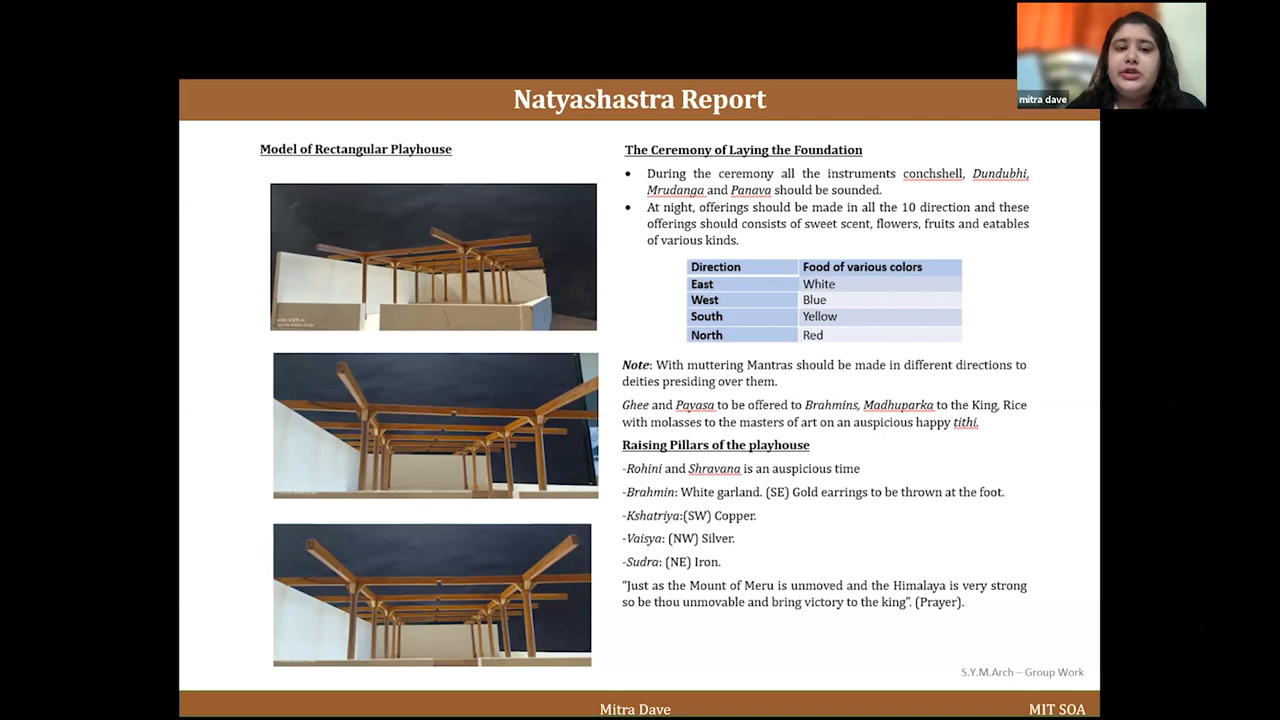 mitra dave
Natyashastra Report
Model of Rectangular Playhouse
The Ceremony of Laying the Foundation
• During the ceremony all the instruments conchshell, Dundubhi,
Mrudanga and Panava should be sounded.
• At night, offerings should be made in all the 10 direction and these
offerings should consists of sweet scent, flowers, fruits and eatables
of various kinds.
Direction Food of various colors
East White
West Blue
South Yellow
North Red
Note: With muttering Mantras should be made in different directions to
deities presiding over them.
Ghee and Payasa to be offered to Brahmins, Madhuparka to the King, Rice
with molasses to the masters of art on an auspicious happy tithi.
Raising Pillars of the playhouse
-Rohini and Shravana is an auspicious time
-Brahmin: White garland. (SE) Gold earrings to be thrown at the foot.
-Kshatriya:(SW) Copper.
-Vaisya: (NW) Silver.
-Sudra: (NE) Iron.
“Just as the Mount of Meru is unmoved and the Himalaya is very strong
so be thou unmovable and bring victory to the king”. (Prayer).
S.Y.M.Arch – Group Work
Mitra Dave
MIT SOA